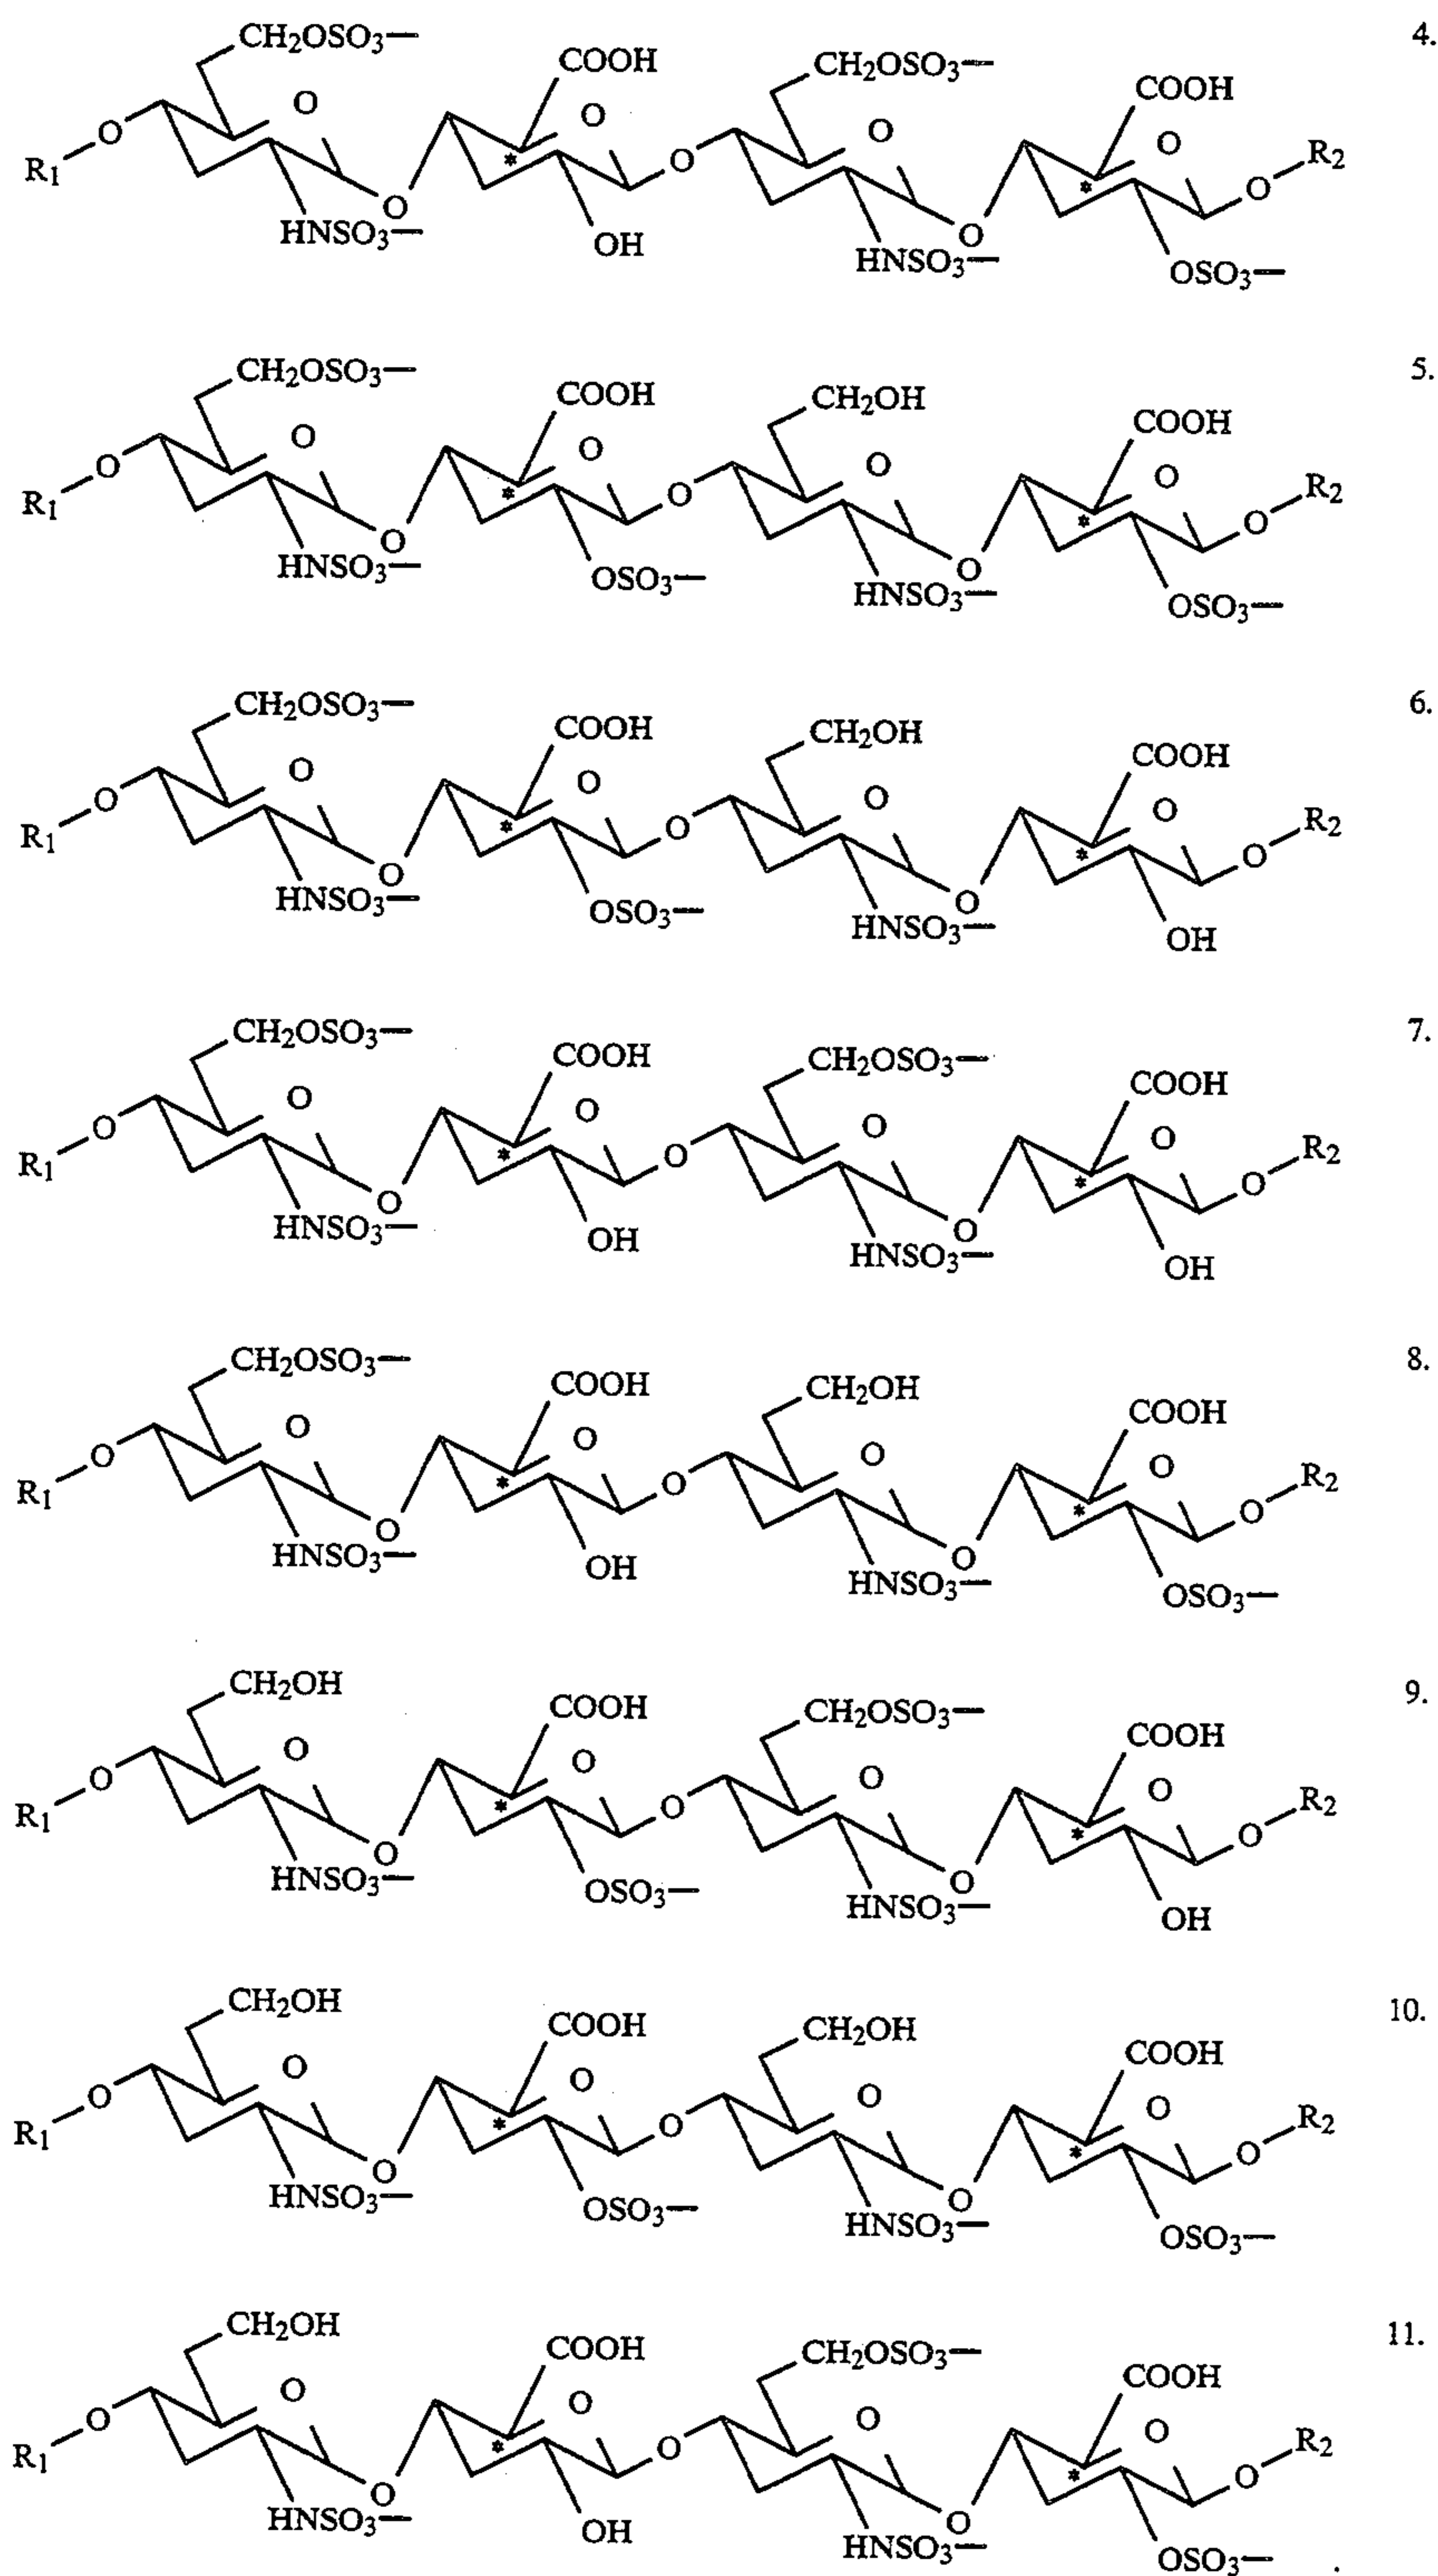 CH₂OSO₃— 4.
COOH CH₂OSO₃— COOH
O O O O
R₁ O O O R₂
O O
HNSO₃— OH HNSO₃— OSO₃—
CH₂OSO₃— 5.
COOH CH₂OH COOH
O O O O
R₁ O O O R₂
O O
HNSO₃— OSO₃— HNSO₃— OSO₃—
CH₂OSO₃— 6.
COOH CH₂OH COOH
O O O O
R₁ O O O R₂
O O
HNSO₃— OSO₃— HNSO₃— OH
CH₂OSO₃— 7.
COOH CH₂OSO₃— COOH
O O O O
R₁ O O O R₂
O O
HNSO₃— OH HNSO₃— OH
CH₂OSO₃— 8.
COOH CH₂OH COOH
O O O O
R₁ O O O R₂
O O
HNSO₃— OH HNSO₃— OSO₃—
CH₂OH 9.
COOH CH₂OSO₃— COOH
O O O O
R₁ O O O R₂
O O
HNSO₃— OSO₃— HNSO₃— OH
CH₂OH 10.
COOH CH₂OH COOH
O O O O
R₁ O O O R₂
O O
HNSO₃— OSO₃— HNSO₃— OSO₃—
CH₂OH 11.
COOH CH₂OSO₃— COOH
O O O O
R₁ O O O R₂
O O
HNSO₃— OH HNSO₃— OSO₃— .